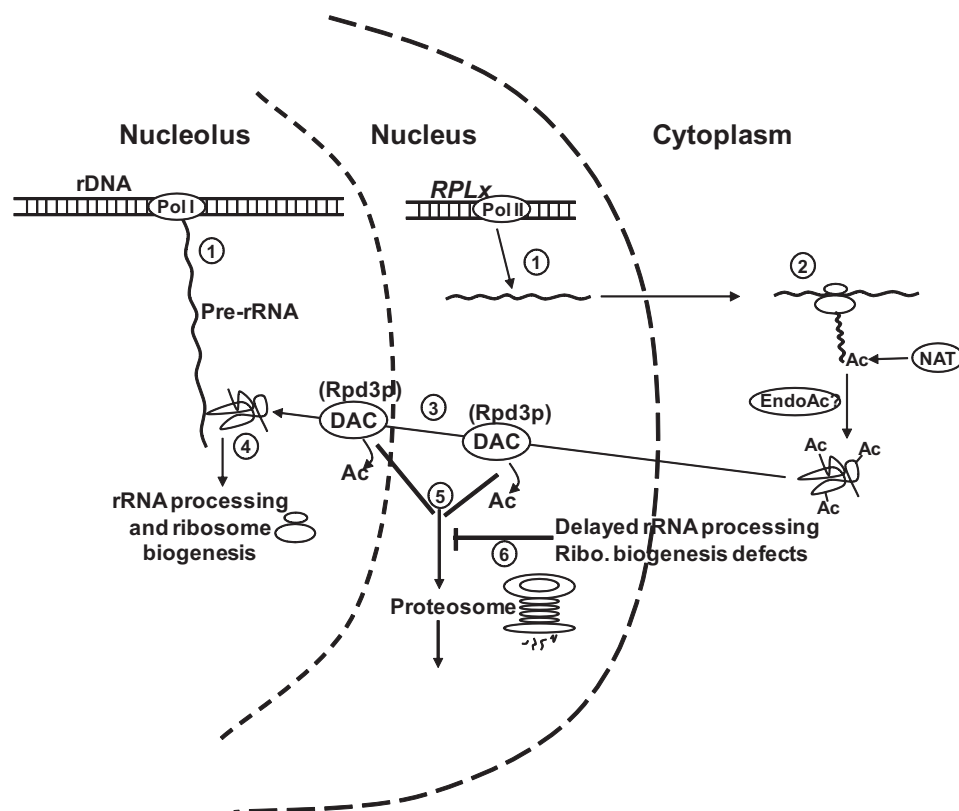 Nucleolus
Nucleus
Cytoplasm
rDNA
Pol I
RPLx
Pol II
1
1
2
Pre-rRNA
Ac
NAT
EndoAc?
(Rpd3p)
DAC
3
(Rpd3p)
DAC
Ac
Ac
Ac
4
Ac
5
Ac
rRNA processing
and ribosome
biogenesis
6
Delayed rRNA processing
Ribo. biogenesis defects
Proteosome